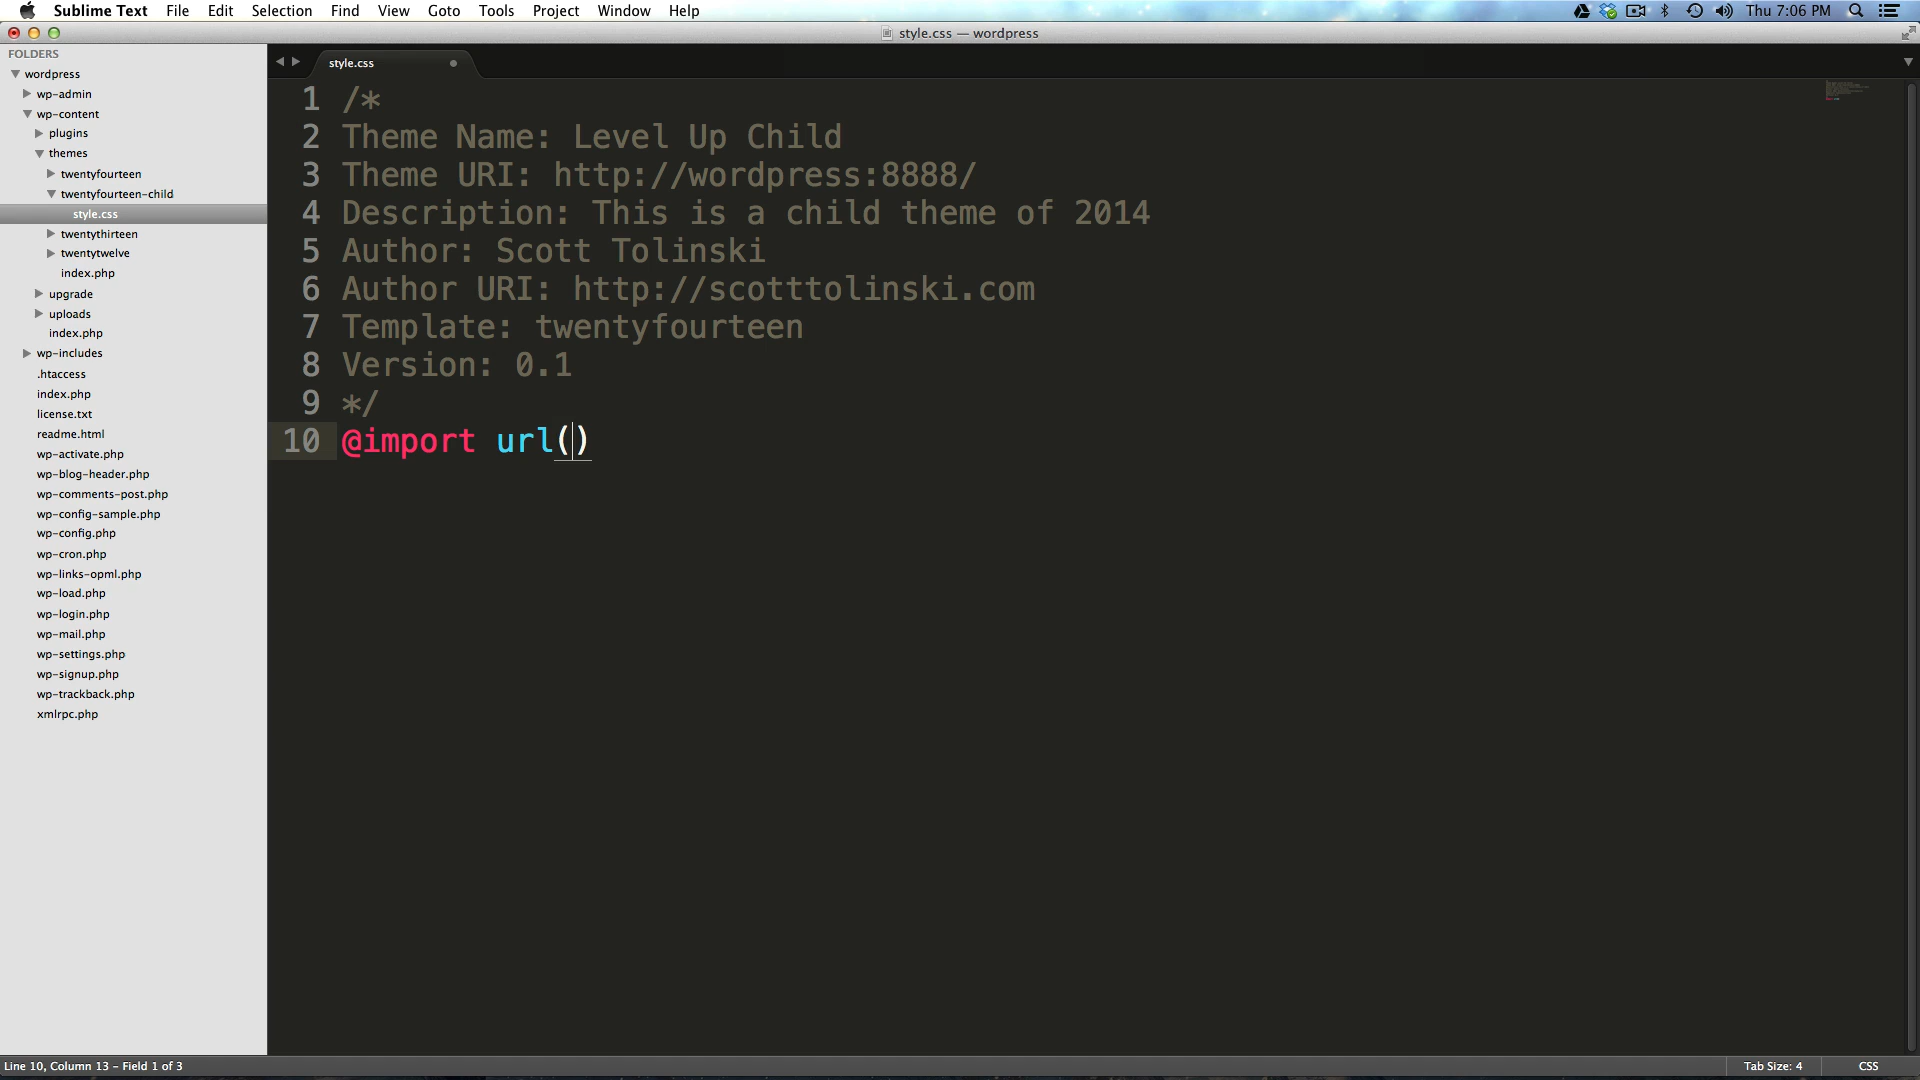 Sublime Text File Edit Selection Find View Goto Tools Project Window Help Thu 7:06 PM
style.css — wordpress
FOLDERS
wordpress
wp-admin
wp-content
plugins
themes
twentyfourteen
twentyfourteen-child
style.css
twentythirteen
twentytwelve
index.php
upgrade
uploads
index.php
wp-includes
.htaccess
index.php
license.txt
readme.html
wp-activate.php
wp-blog-header.php
wp-comments-post.php
wp-config-sample.php
wp-config.php
wp-cron.php
wp-links-opml.php
wp-load.php
wp-login.php
wp-mail.php
wp-settings.php
wp-signup.php
wp-trackback.php
xmlrpc.php
style.css
1 /*
2 Theme Name: Level Up Child
3 Theme URI: http://wordpress:8888/
4 Description: This is a child theme of 2014
5 Author: Scott Tolinski
6 Author URI: http://scotttolinski.com
7 Template: twentyfourteen
8 Version: 0.1
9 */
10 @import url()
Line 10, Column 13 – Field 1 of 3 Tab Size: 4 CSS